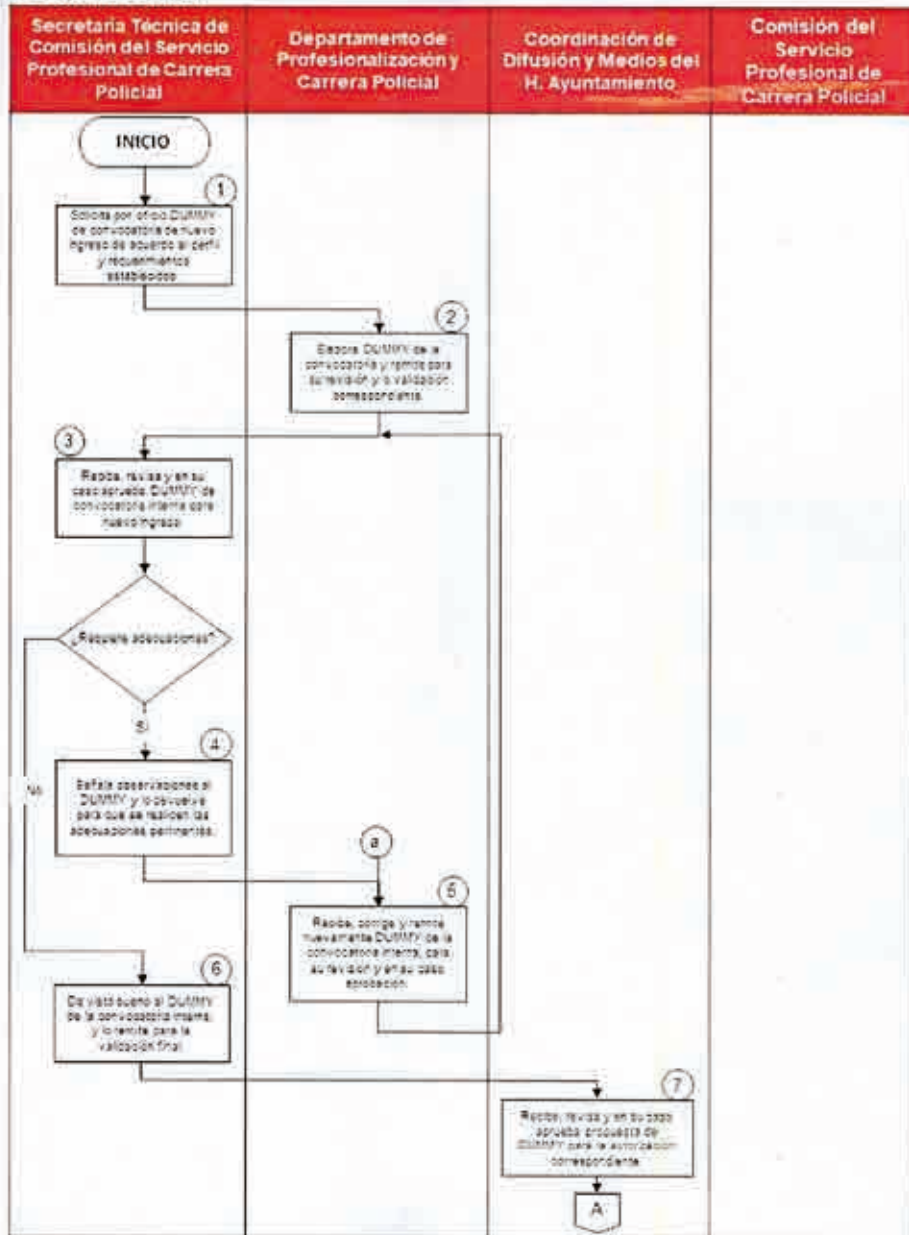 Secretaría Técnica de
Comisión del Servicio
Profesional de Carrera
Policial
Departamento de
Profesionalización y
Carrera Policial
Coordinación de
Difusión y Medios del
H. Ayuntamiento
Comisión del
Servicio
Profesional de
Carrera Policial
INICIO
1
Solicita por oficio DUMMY
de convocatoria de nuevo
ingreso de acuerdo al perfil
y requerimientos
establecidos
2
Elabora DUMMY de la
convocatoria y remite para
su revisión y/o validación
correspondiente
3
Recibe, revisa y en su
caso aprueba DUMMY de
convocatoria interna para
nuevo ingreso
¿Requiere adecuaciones?
Si
No
4
Señala observaciones al
DUMMY y lo devuelve
para que se realicen las
adecuaciones pertinentes.
a
5
Recibe, corrige y remite
nuevamente DUMMY de la
convocatoria interna, para
su revisión y en su caso
aprobación.
6
Da visto bueno al DUMMY
de la convocatoria interna,
y lo remite para la
validación final
7
Recibe, revisa y en su caso
aprueba propuesta de
DUMMY para la autorización
correspondiente
A